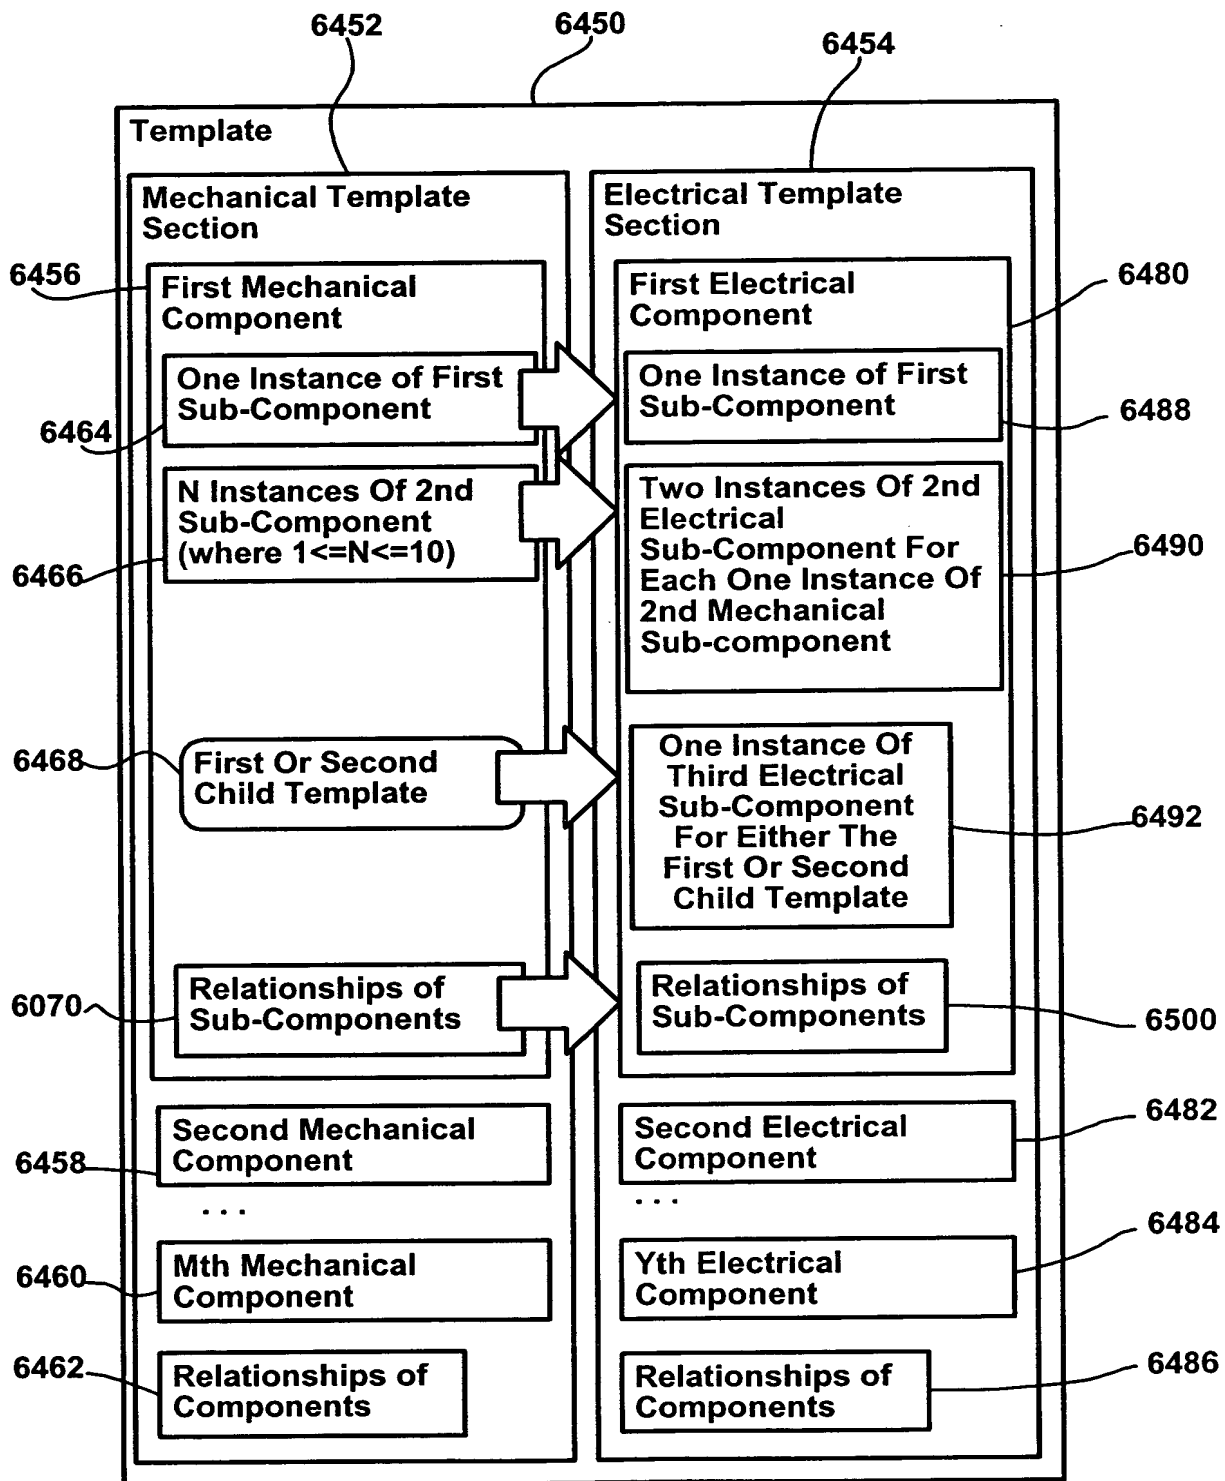 6452
6450
6454
Template
Mechanical Template
Section
Electrical Template
Section
6456
First Mechanical
Component
First Electrical
Component
6480
One Instance of First
Sub-Component
One Instance of First
Sub-Component
6464
6488
N Instances Of 2nd
Sub-Component
(where 1<=N<=10)
6466
Two Instances Of 2nd
Electrical
Sub-Component For
Each One Instance Of
2nd Mechanical
Sub-component
6490
6468
First Or Second
Child Template
One Instance Of
Third Electrical
Sub-Component
For Either The
First Or Second
Child Template
6492
6070
Relationships of
Sub-Components
Relationships of
Sub-Components
6500
Second Mechanical
Component
6458
Second Electrical
Component
6482
. . .
. . .
6460
Mth Mechanical
Component
Yth Electrical
Component
6484
6462
Relationships of
Components
Relationships of
Components
6486